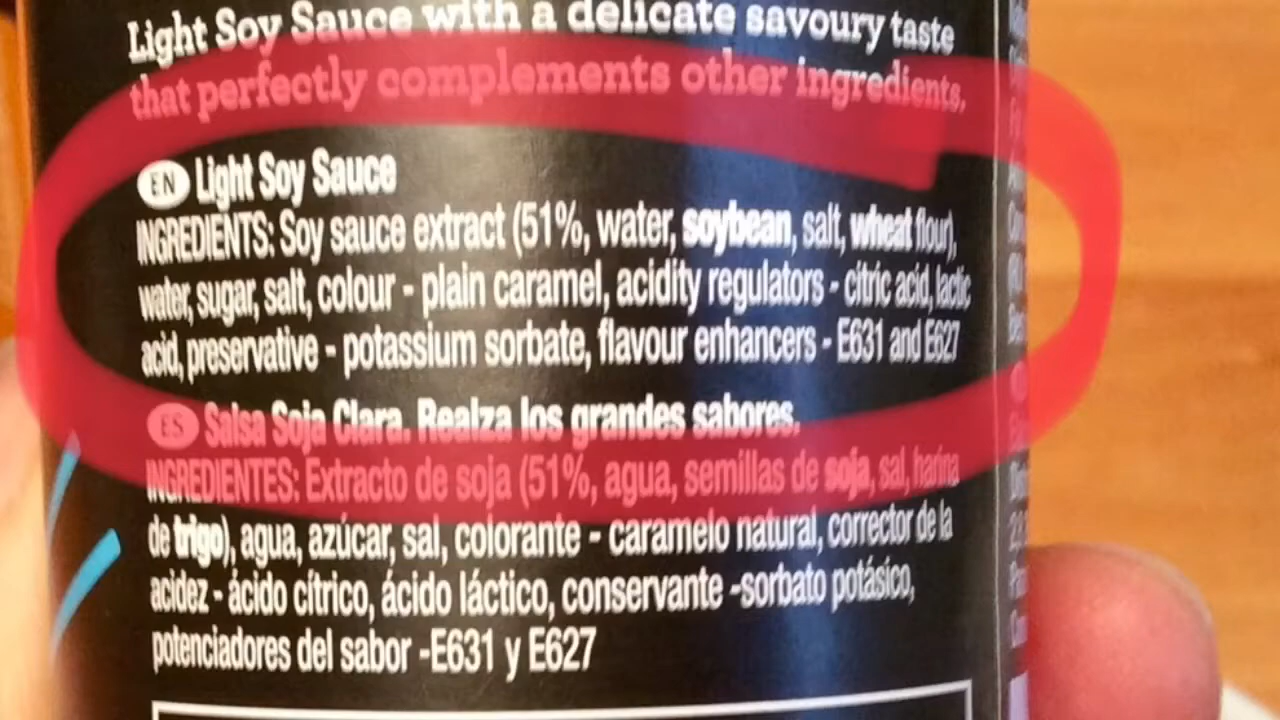 Light Soy Sauce with a delicate savoury taste
that perfectly complements other ingredients.
EN Light Soy Sauce
INGREDIENTS: Soy sauce extract (51%, water, soybean, salt, wheat flour),
water, sugar, salt, colour - plain caramel, acidity regulators - citric acid, lactic
acid, preservative - potassium sorbate, flavour enhancers - E631 and E627
ES Salsa Soja Clara. Realza los grandes sabores.
INGREDIENTES: Extracto de soja (51%, agua, semillas de soja, sal, harina
de trigo), agua, azúcar, sal, colorante - caramelo natural, corrector de la
acidez - ácido cítrico, ácido láctico, conservante -sorbato potásico,
potenciadores del sabor -E631 y E627